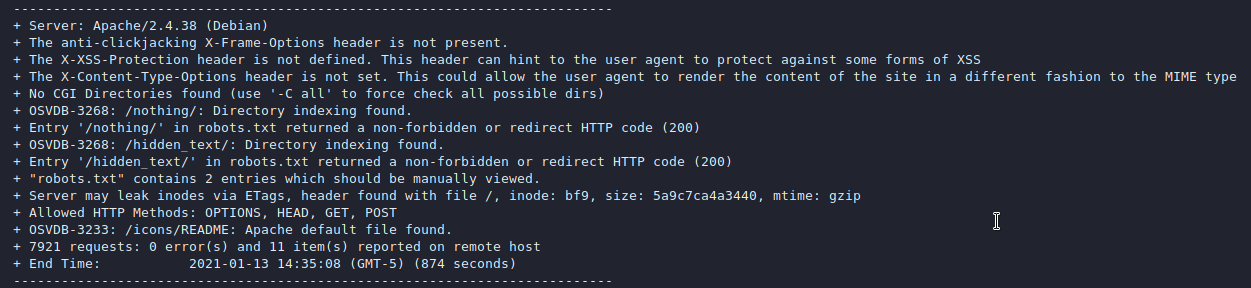 ---------------------------------------------------------------------------
+ Server: Apache/2.4.38 (Debian)
+ The anti-clickjacking X-Frame-Options header is not present.
+ The X-XSS-Protection header is not defined. This header can hint to the user agent to protect against some forms of XSS
+ The X-Content-Type-Options header is not set. This could allow the user agent to render the content of the site in a different fashion to the MIME type
+ No CGI Directories found (use '-C all' to force check all possible dirs)
+ OSVDB-3268: /nothing/: Directory indexing found.
+ Entry '/nothing/' in robots.txt returned a non-forbidden or redirect HTTP code (200)
+ OSVDB-3268: /hidden_text/: Directory indexing found.
+ Entry '/hidden_text/' in robots.txt returned a non-forbidden or redirect HTTP code (200)
+ "robots.txt" contains 2 entries which should be manually viewed.
+ Server may leak inodes via ETags, header found with file /, inode: bf9, size: 5a9c7ca4a3440, mtime: gzip
+ Allowed HTTP Methods: OPTIONS, HEAD, GET, POST
+ OSVDB-3233: /icons/README: Apache default file found.
+ 7921 requests: 0 error(s) and 11 item(s) reported on remote host
+ End Time:           2021-01-13 14:35:08 (GMT-5) (874 seconds)
---------------------------------------------------------------------------